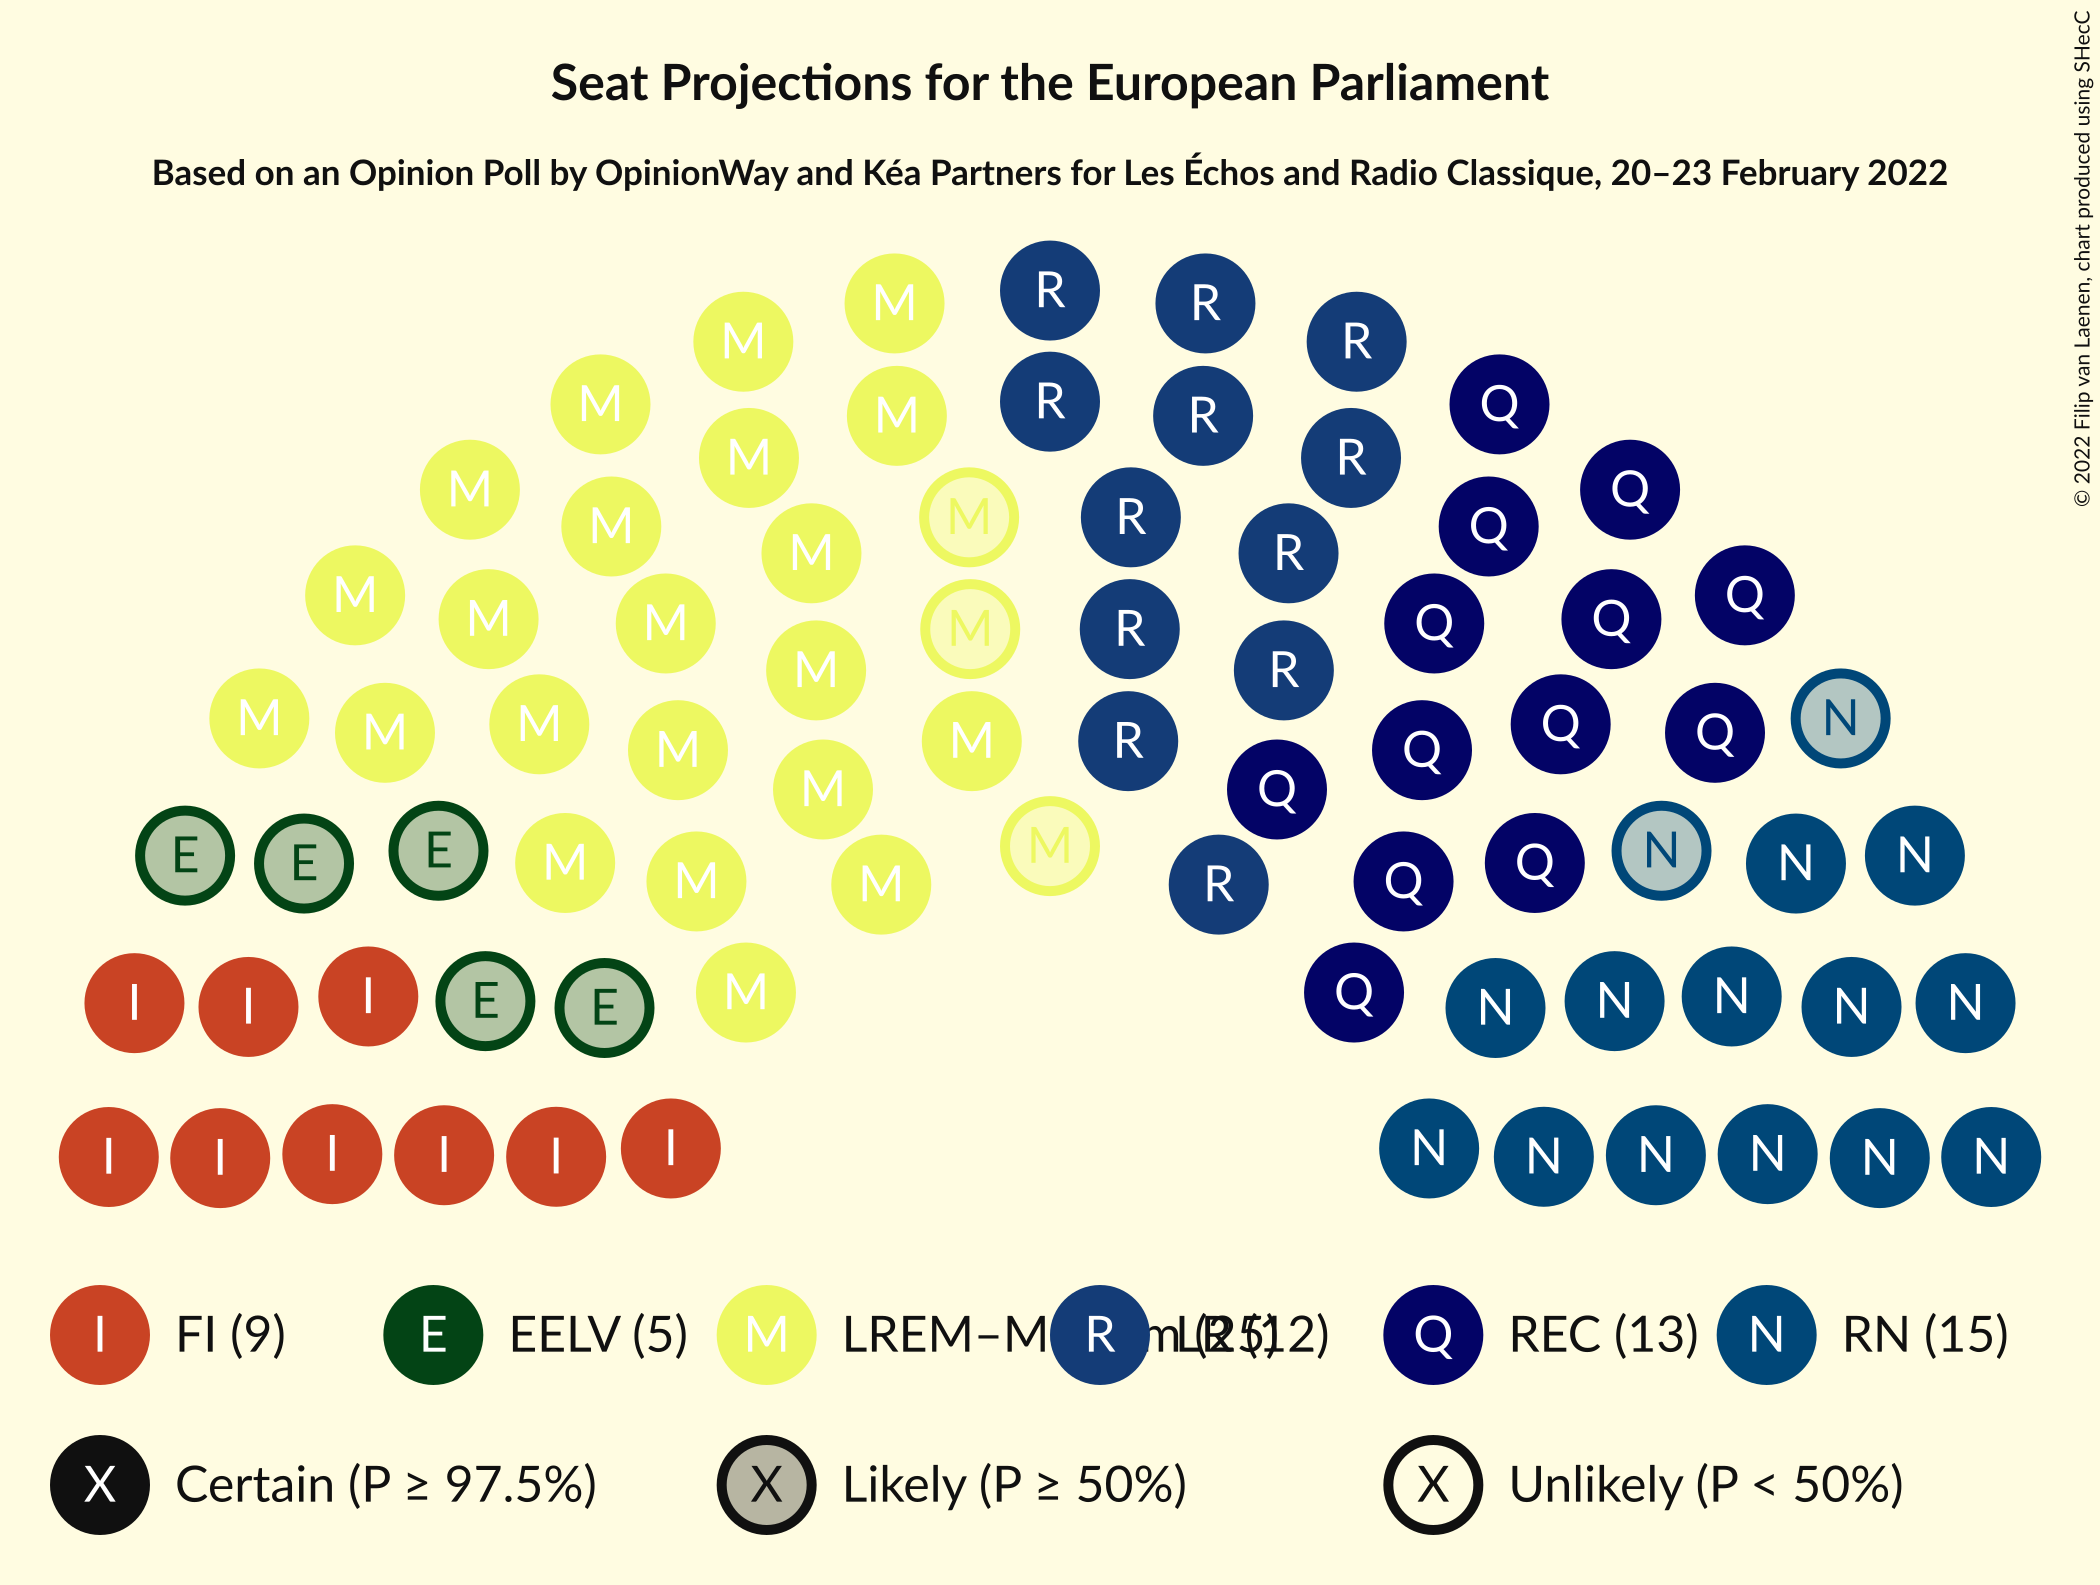 Seat Projections for the European Parliament
Based on an Opinion Poll by OpinionWay and Kéa Partners for Les Échos and Radio Classique, 20–23 February 2022
© 2022 Filip van Laenen, chart produced using SHecC
R
M R
M R
M R Q
M M R M Q
M R
M R M R Q
M M R
M Q M R M Q
M Q
M M R
M Q M R M Q
M M Q N
M Q M R
M Q
M Q
E E E M M M M R Q Q N N N
I I I E E M Q N N N N N
I I I I I I N N N N N N
I FI (9) E EELV (5) M LREM–M m (25) R LR (12) Q REC (13) N RN (15)
X Certain (P ≥ 97.5%) X Likely (P ≥ 50%) X Unlikely (P < 50%)